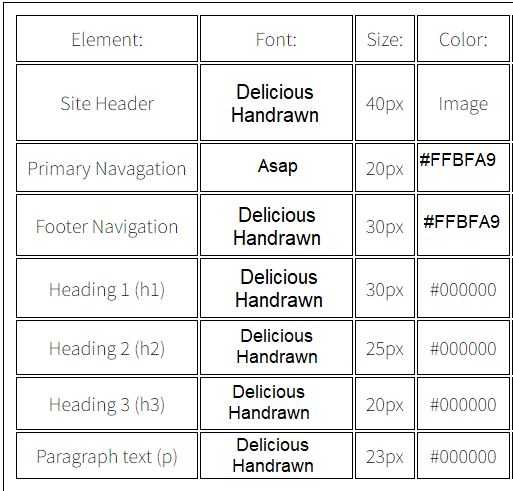 Element: Font: Size: Color:
Site Header Delicious Handrawn 40px Image
Primary Navagation Asap 20px #FFBFA9
Footer Navigation Delicious Handrawn 30px #FFBFA9
Heading 1 (h1) Delicious Handrawn 30px #000000
Heading 2 (h2) Delicious Handrawn 25px #000000
Heading 3 (h3) Delicious Handrawn 20px #000000
Paragraph text (p) Delicious Handrawn 23px #000000